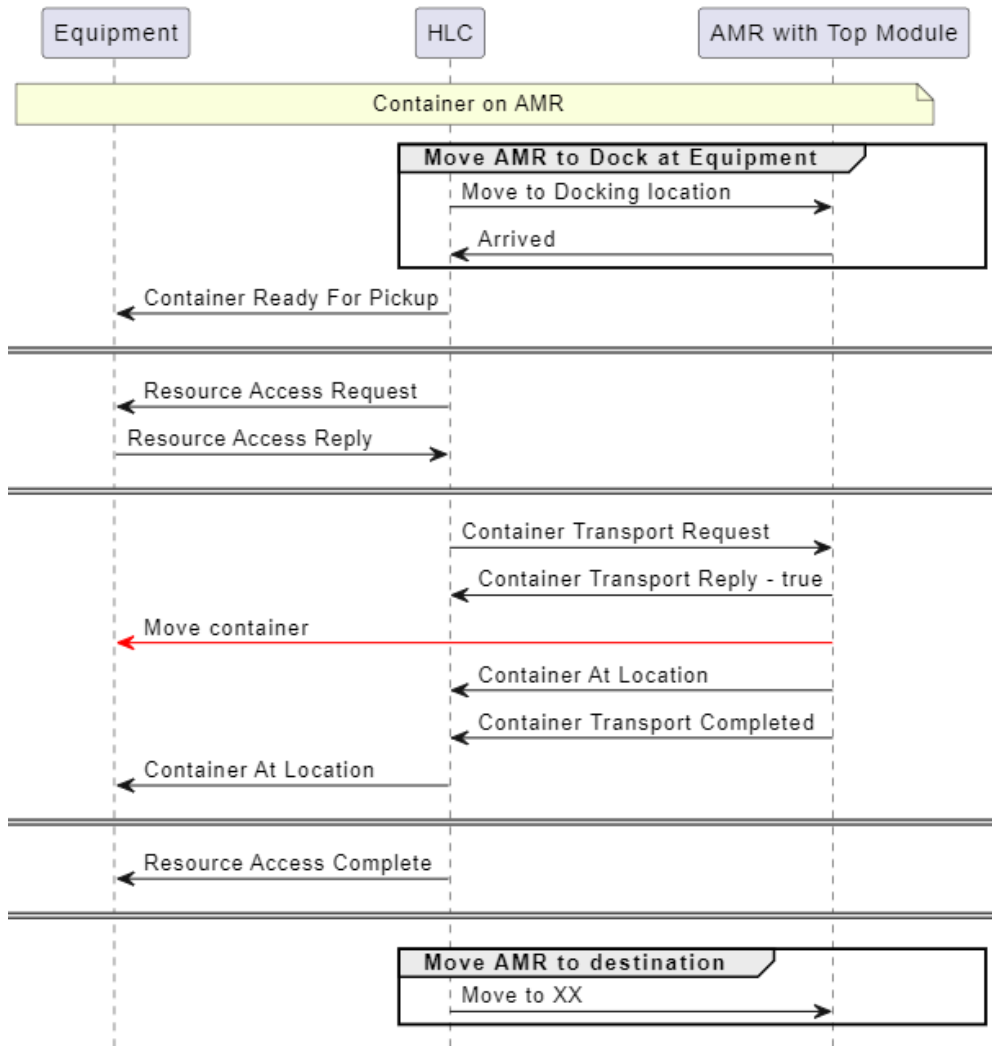 Equipment
HLC
AMR with Top Module
Container on AMR
Move AMR to Dock at Equipment
Move to Docking location
Arrived
Container Ready For Pickup
Resource Access Request
Resource Access Reply
Container Transport Request
Container Transport Reply - true
Move container
Container At Location
Container Transport Completed
Container At Location
Resource Access Complete
Move AMR to destination
Move to XX